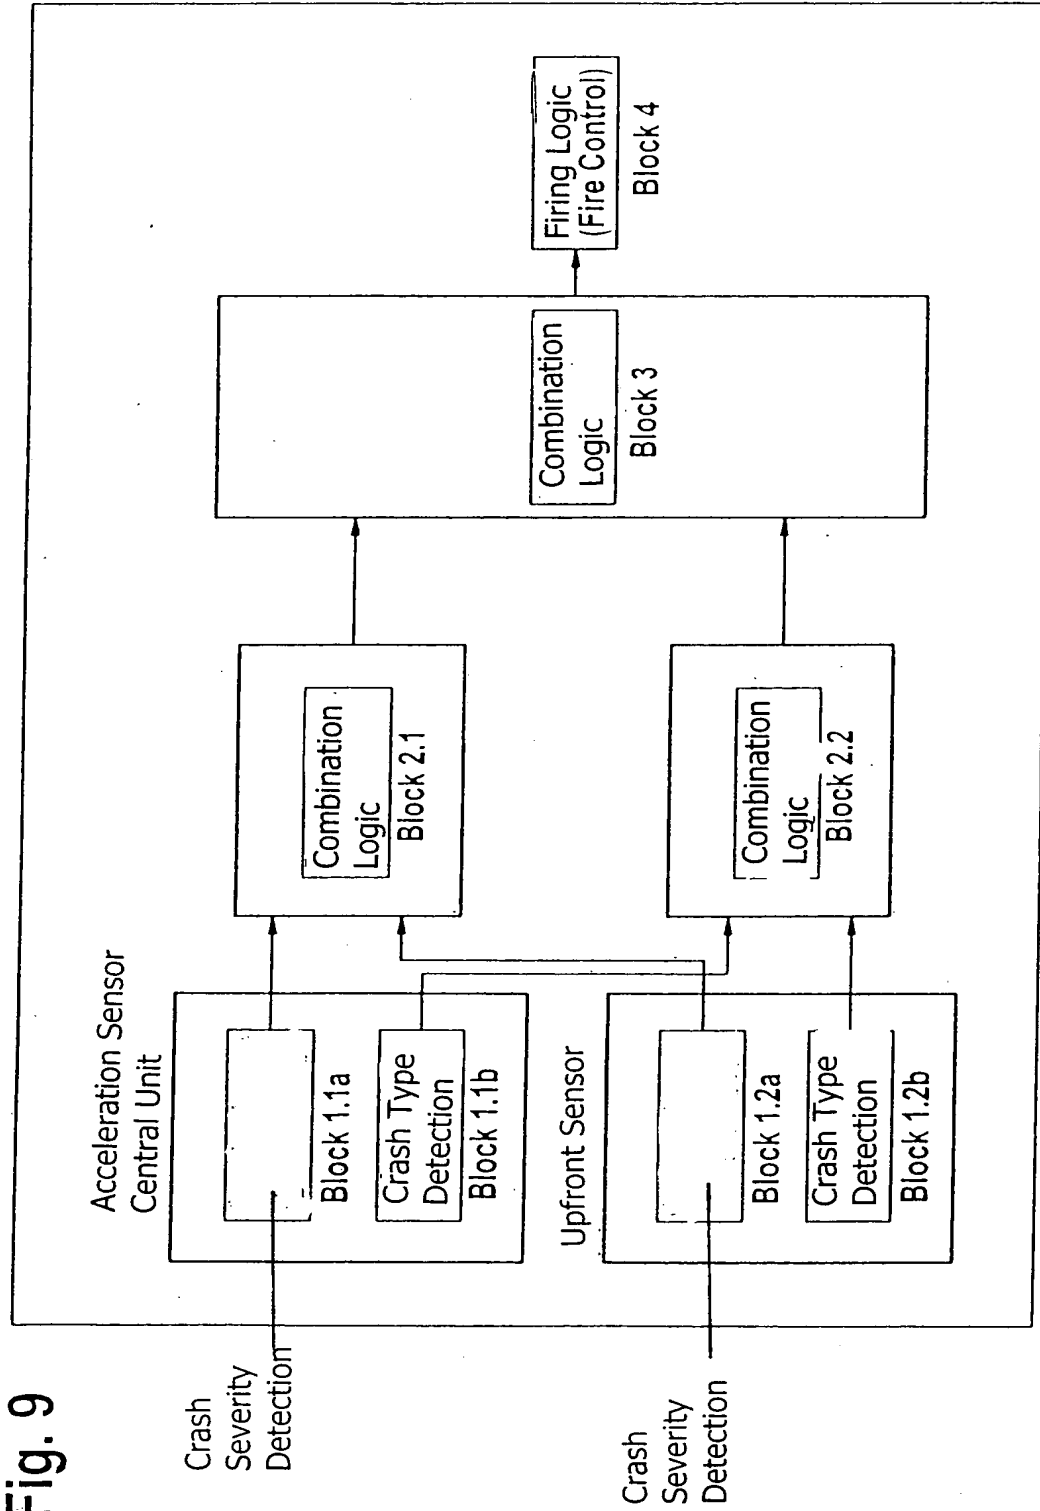 Fig. 9
Crash
Severity
Detection
Acceleration Sensor
Central Unit
Block 1.1a
Crash Type
Detection
Block 1.1b
Crash
Severity
Detection
Upfront Sensor
Block 1.2a
Crash Type
Detection
Block 1.2b
Combination
Logic
Block 2.1
Combination
Logic
Block 2.2
Combination
Logic
Block 3
Firing Logic
(Fire Control)
Block 4